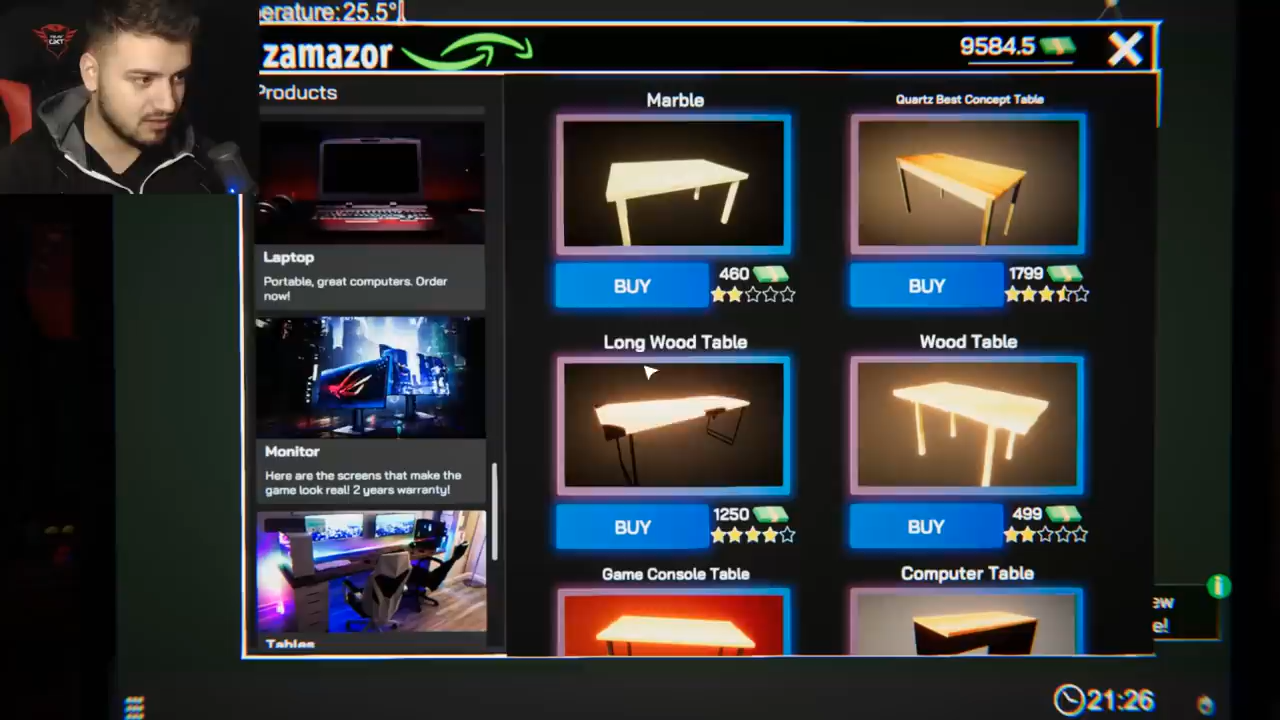 erature: 25.5°
zamazor
9584.5
Products
Marble
Quartz Best Concept Table
Laptop
Portable, great computers. Order
now!
BUY
460
BUY
1799
Long Wood Table
Wood Table
Monitor
Here are the screens that make the
game look real! 2 years warranty!
BUY
1250
BUY
499
Game Console Table
Computer Table
Tables
ew
e!
21:26